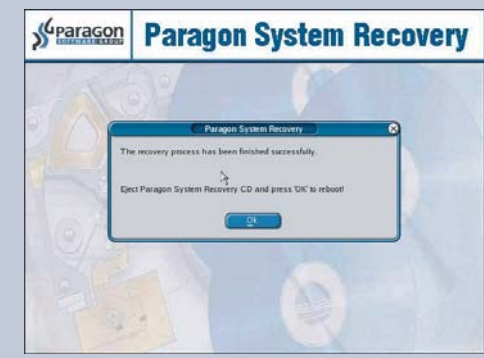 Paragon
SOFTWARE GROUP
Paragon System Recovery
Paragon System Recovery
The recovery process has been finished successfully.
Eject Paragon System Recovery CD and press 'OK' to reboot!
Ok